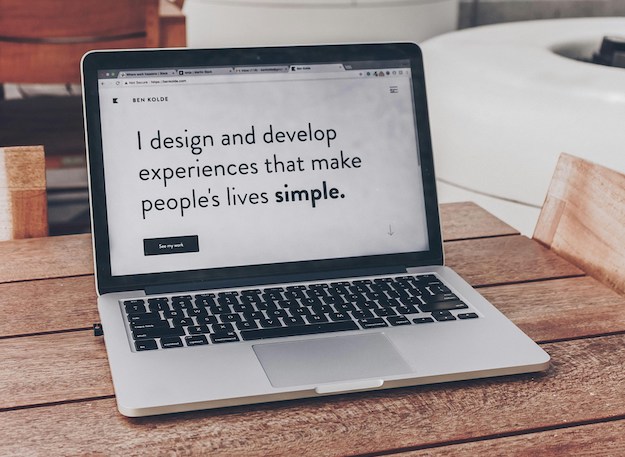 BEN KOLDE
I design and develop
experiences that make
people's lives simple.
See my work